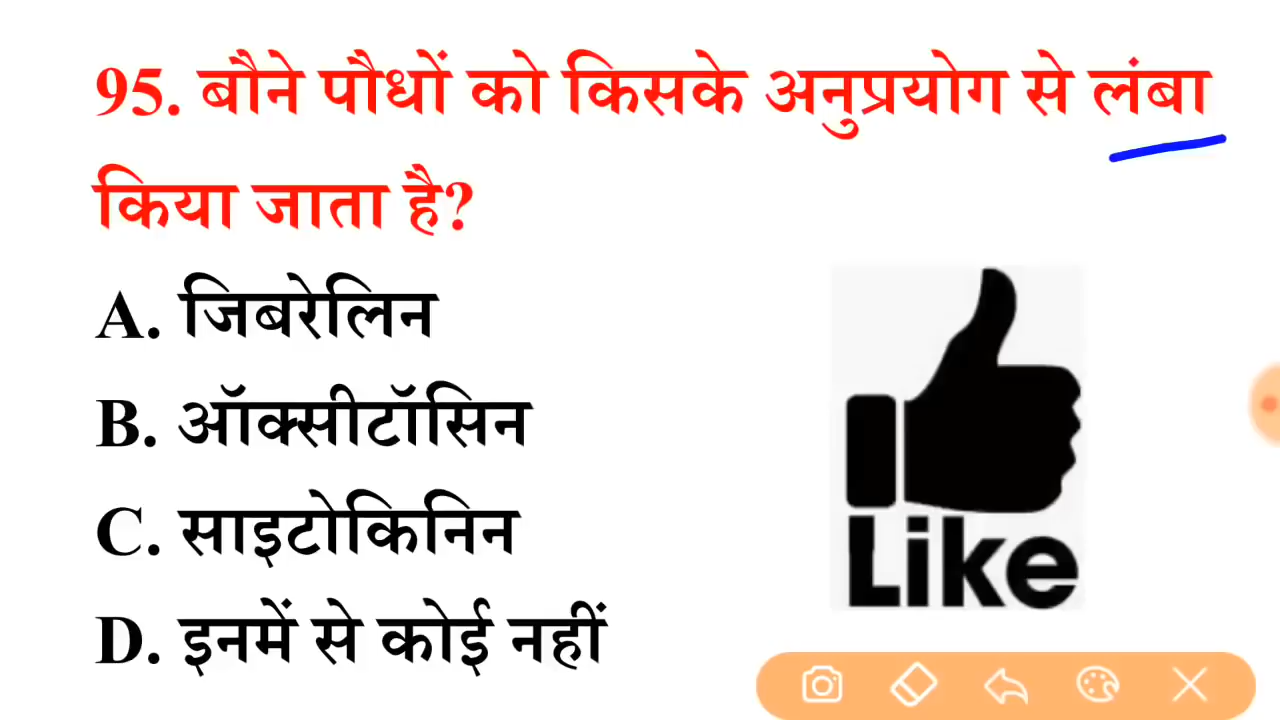 95. बौने पौधों को किसके अनुप्रयोग से लंबा
किया जाता है?
A. जिबरेलिन
B. ऑक्सीटॉसिन
C. साइटोकिनिन
D. इनमें से कोई नहीं
Like